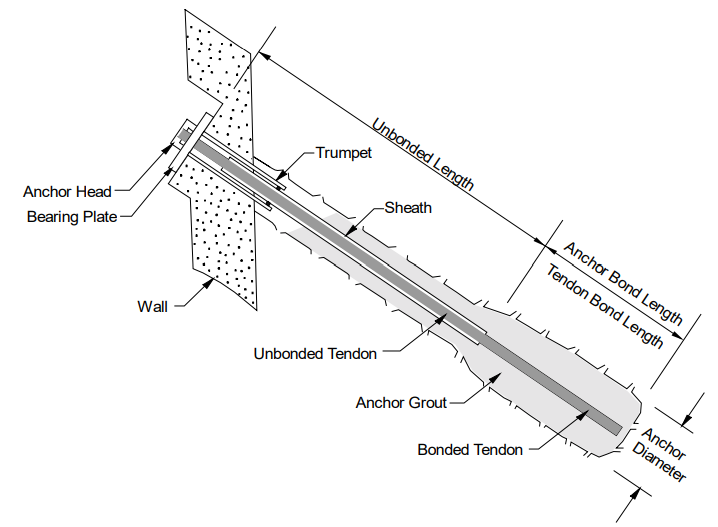 Unbonded Length
Trumpet
Anchor Head
Bearing Plate
Sheath
Anchor Bond Length
Tendon Bond Length
Wall
Unbonded Tendon
Anchor Grout
Bonded Tendon
Anchor
Diameter